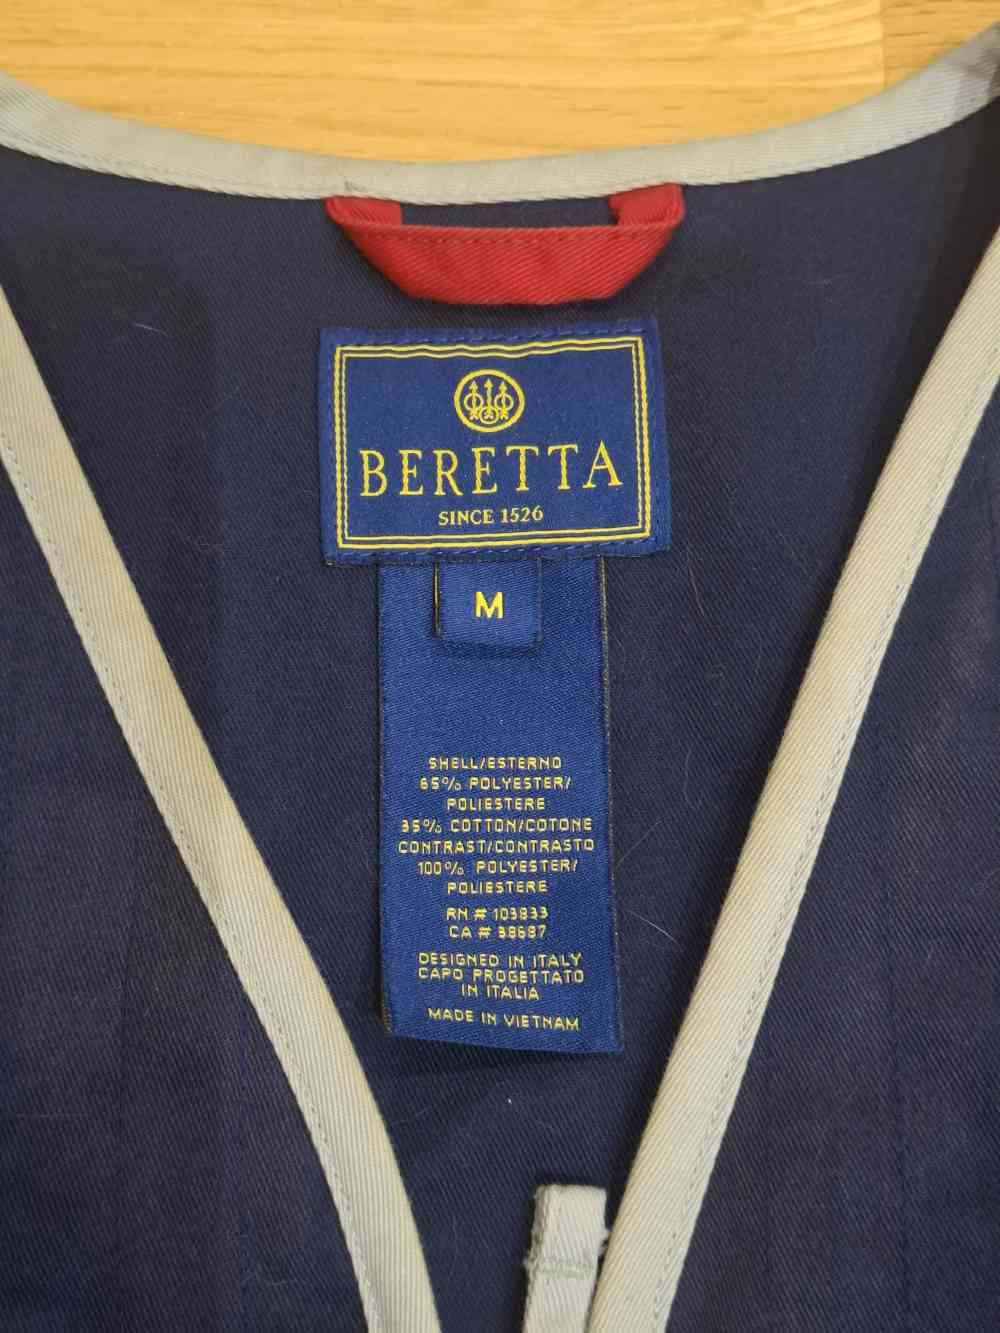 BERETTA
SINCE 1526
M
SHELL/ESTERNO
65% POLYESTER/
POLIESTERE
35% COTTON/COTONE
CONTRAST/CONTRASTO
100% POLYESTER/
POLIESTERE
RN # 103833
CA # 38687
DESIGNED IN ITALY
CAPO PROGETTATO
IN ITALIA
MADE IN VIETNAM